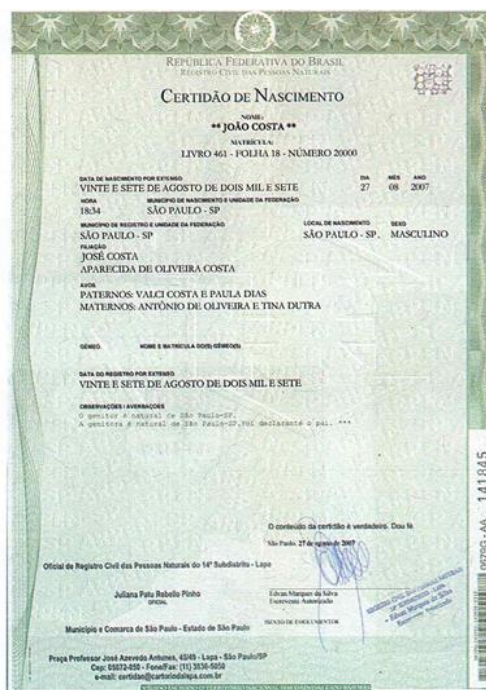 REPÚBLICA FEDERATIVA DO BRASIL
REGISTRO CIVIL DAS PESSOAS NATURAIS
CERTIDÃO DE NASCIMENTO
NOME:
** JOÃO COSTA **
MATRÍCULA:
LIVRO 461 - FOLHA 18 - NÚMERO 20000
DATA DE NASCIMENTO POR EXTENSO DIA MÊS ANO
VINTE E SETE DE AGOSTO DE DOIS MIL E SETE 27 08 2007
HORA MUNICÍPIO DE NASCIMENTO E UNIDADE DA FEDERAÇÃO
18:34 SÃO PAULO - SP
MUNICÍPIO DE REGISTRO E UNIDADE DA FEDERAÇÃO LOCAL DE NASCIMENTO SEXO
SÃO PAULO - SP SÃO PAULO - SP, MASCULINO
FILIAÇÃO
JOSÉ COSTA
APARECIDA DE OLIVEIRA COSTA
AVÓS
PATERNOS: VALCI COSTA E PAULA DIAS
MATERNOS: ANTÔNIO DE OLIVEIRA E TINA DUTRA
GÊMEO. NOME E MATRÍCULA DO(S) GÊMEO(S)
DATA DO REGISTRO POR EXTENSO
VINTE E SETE DE AGOSTO DE DOIS MIL E SETE
OBSERVAÇÕES / AVERBAÇÕES
O genitor é natural de São Paulo-SP.
A genitora é natural de São Paulo-SP.Foi declarante o pai. ***
O conteúdo da certidão é verdadeiro. Dou fé
São Paulo, 27 de agosto de 2007
Oficial de Registro Civil das Pessoas Naturais do 14º Subdistrito - Lapa
Juliana Patu Rebello Pinho
OFICIAL
Edvan Marques da Silva
Escrevente Autorizado
Município e Comarca de São Paulo - Estado de São Paulo
ISENTO DE EMOLUMENTOS
Praça Professor José Azevedo Antunes, 45/49 - Lapa - São Paulo/SP
Cep: 05072-050 - Fone/Fax: (11) 3536-5050
e-mail: certidao@cartoriodalapa.com.br
Edvan Marques da Silva
Escrevente Autorizado
0679G - AA 141845